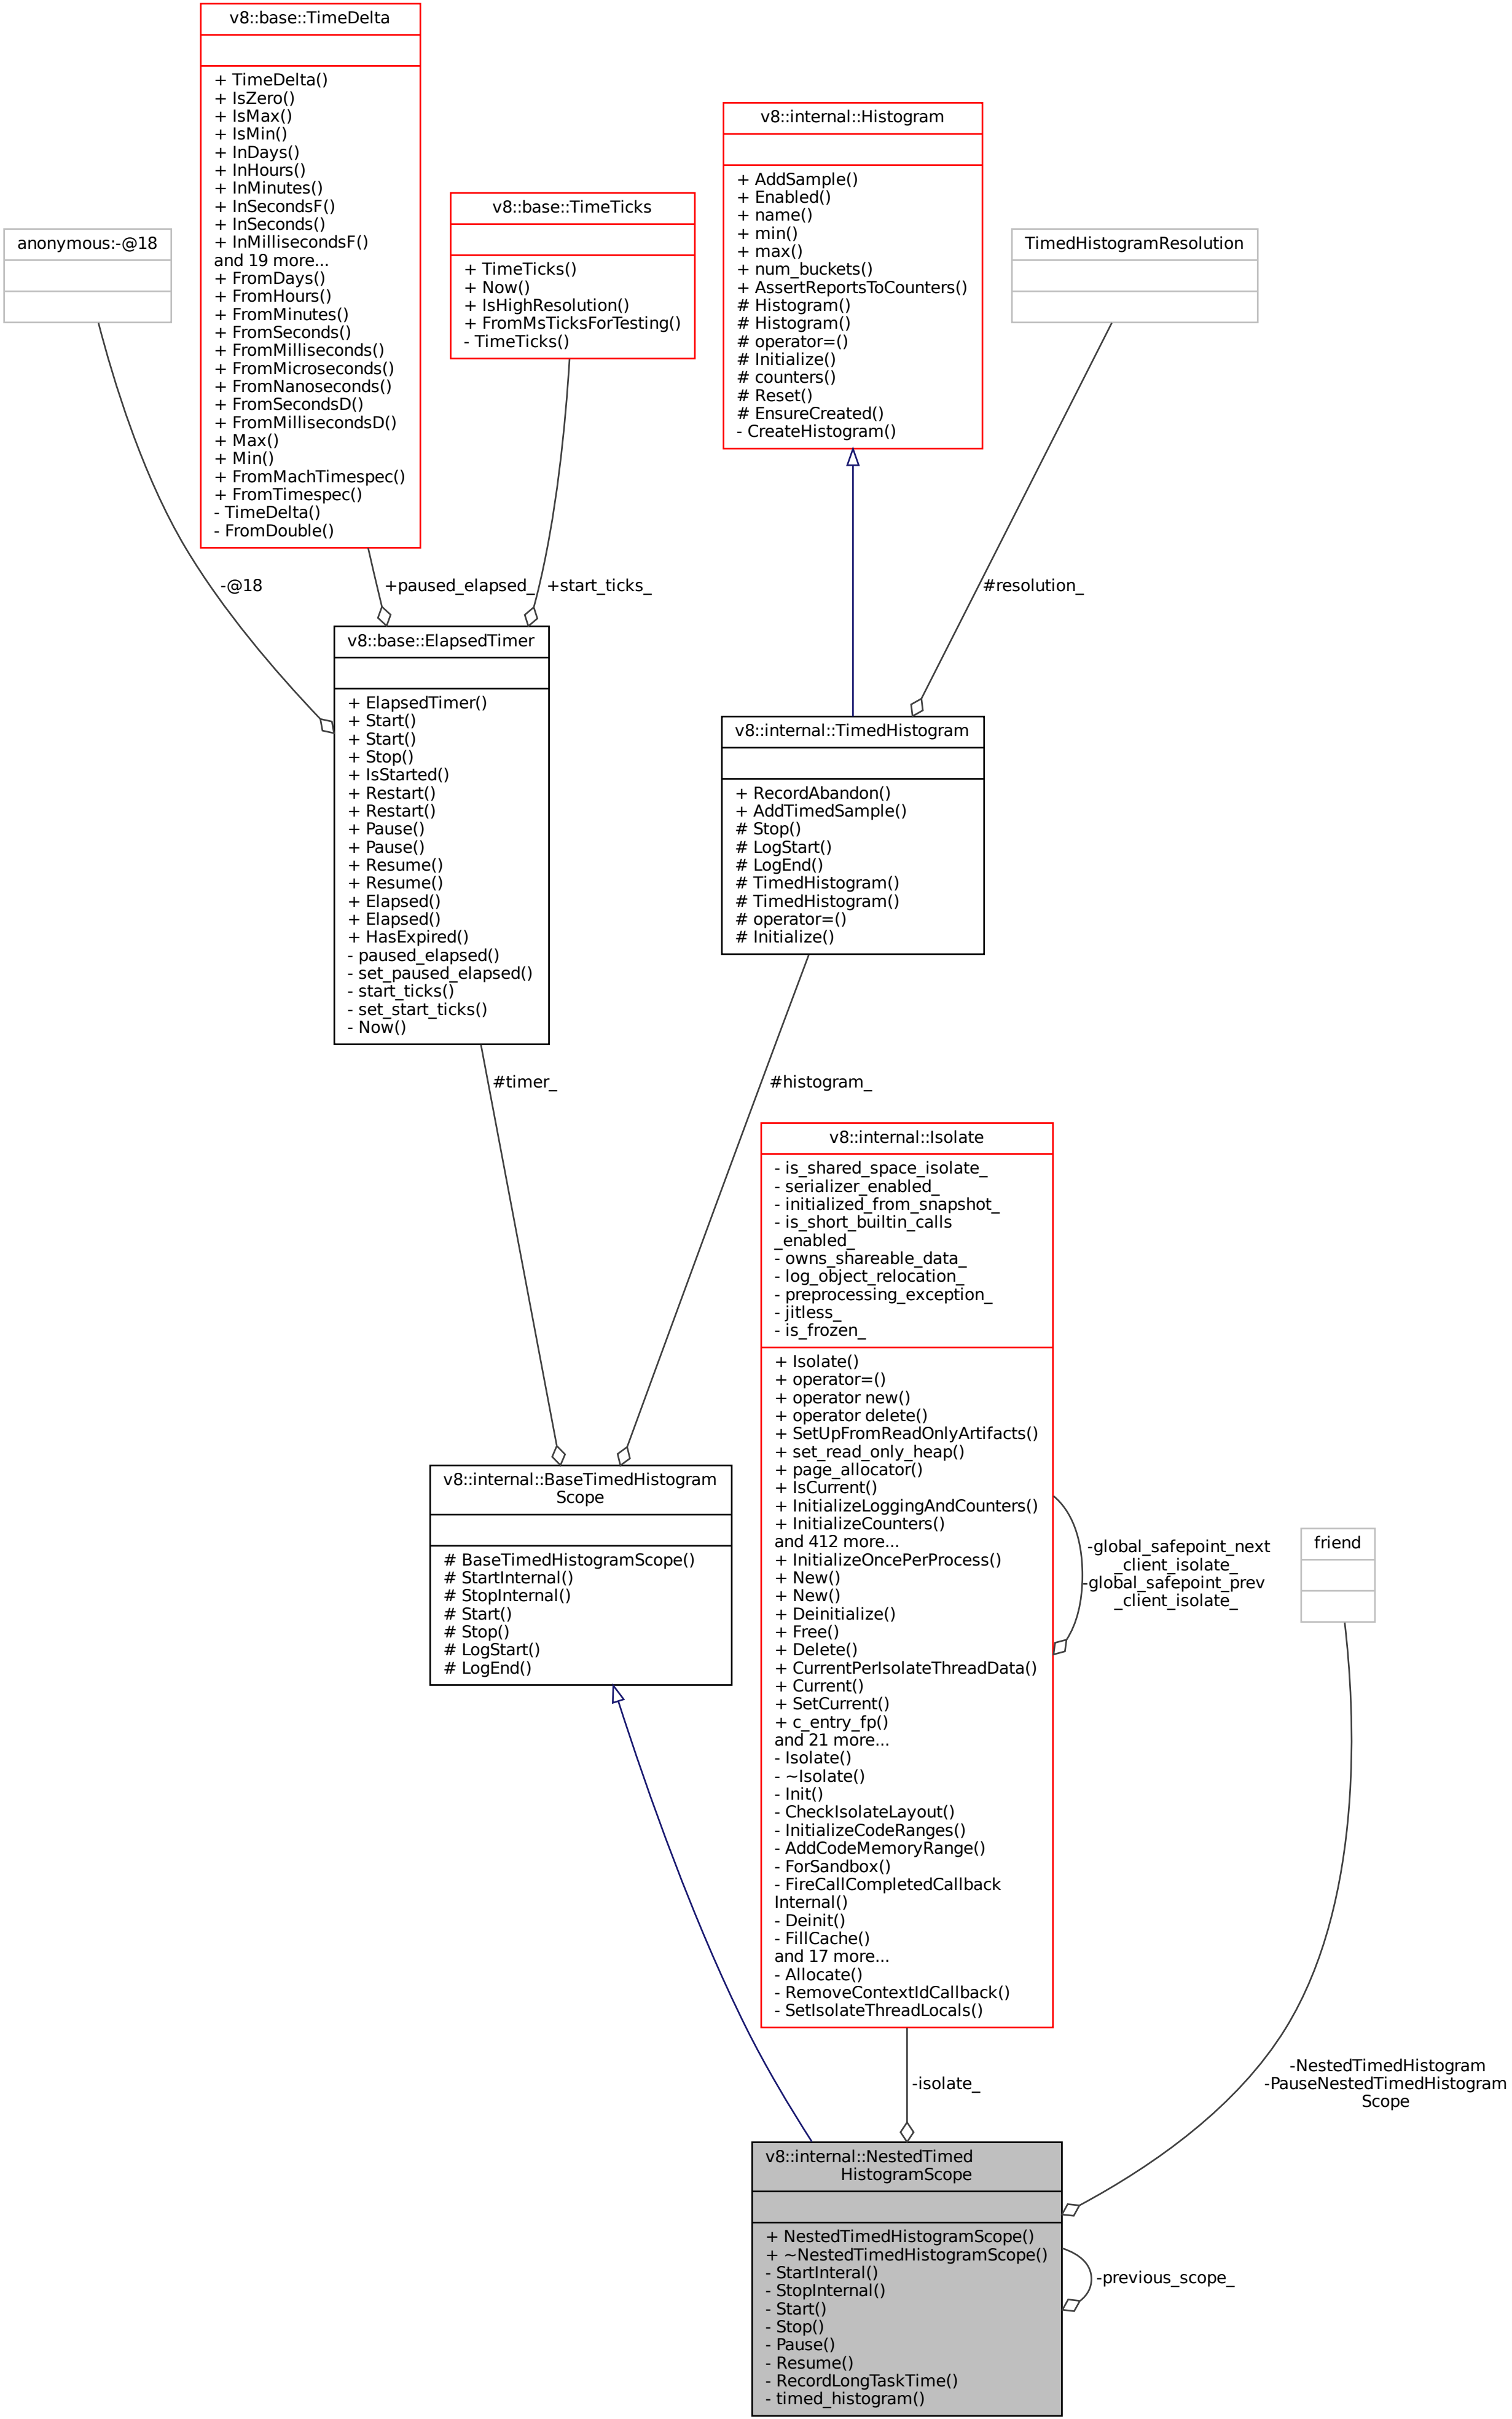 v8::base::TimeDelta
+ TimeDelta()
+ IsZero()
+ IsMax()
+ IsMin()
+ InDays()
+ InHours()
+ InMinutes()
+ InSecondsF()
+ InSeconds()
+ InMillisecondsF()
and 19 more...
+ FromDays()
+ FromHours()
+ FromMinutes()
+ FromSeconds()
+ FromMilliseconds()
+ FromMicroseconds()
+ FromNanoseconds()
+ FromSecondsD()
+ FromMillisecondsD()
+ Max()
+ Min()
+ FromMachTimespec()
+ FromTimespec()
- TimeDelta()
- FromDouble()
v8::internal::Histogram
+ AddSample()
+ Enabled()
+ name()
+ min()
+ max()
+ num_buckets()
+ AssertReportsToCounters()
# Histogram()
# Histogram()
# operator=()
# Initialize()
# counters()
# Reset()
# EnsureCreated()
- CreateHistogram()
v8::base::TimeTicks
+ TimeTicks()
+ Now()
+ IsHighResolution()
+ FromMsTicksForTesting()
- TimeTicks()
anonymous:-@18
TimedHistogramResolution
-@18
+paused_elapsed_
+start_ticks_
#resolution_
v8::base::ElapsedTimer
+ ElapsedTimer()
+ Start()
+ Start()
+ Stop()
+ IsStarted()
+ Restart()
+ Restart()
+ Pause()
+ Pause()
+ Resume()
+ Resume()
+ Elapsed()
+ Elapsed()
+ HasExpired()
- paused_elapsed()
- set_paused_elapsed()
- start_ticks()
- set_start_ticks()
- Now()
v8::internal::TimedHistogram
+ RecordAbandon()
+ AddTimedSample()
# Stop()
# LogStart()
# LogEnd()
# TimedHistogram()
# TimedHistogram()
# operator=()
# Initialize()
#timer_
#histogram_
v8::internal::Isolate
- is_shared_space_isolate_
- serializer_enabled_
- initialized_from_snapshot_
- is_short_builtin_calls
_enabled_
- owns_shareable_data_
- log_object_relocation_
- preprocessing_exception_
- jitless_
- is_frozen_
+ Isolate()
+ operator=()
+ operator new()
+ operator delete()
+ SetUpFromReadOnlyArtifacts()
+ set_read_only_heap()
+ page_allocator()
+ IsCurrent()
+ InitializeLoggingAndCounters()
+ InitializeCounters()
and 412 more...
+ InitializeOncePerProcess()
+ New()
+ New()
+ Deinitialize()
+ Free()
+ Delete()
+ CurrentPerIsolateThreadData()
+ Current()
+ SetCurrent()
+ c_entry_fp()
and 21 more...
- Isolate()
- ~Isolate()
- Init()
- CheckIsolateLayout()
- InitializeCodeRanges()
- AddCodeMemoryRange()
- ForSandbox()
- FireCallCompletedCallback
Internal()
- Deinit()
- FillCache()
and 17 more...
- Allocate()
- RemoveContextIdCallback()
- SetIsolateThreadLocals()
v8::internal::BaseTimedHistogram
Scope
# BaseTimedHistogramScope()
# StartInternal()
# StopInternal()
# Start()
# Stop()
# LogStart()
# LogEnd()
-global_safepoint_next
_client_isolate_
-global_safepoint_prev
_client_isolate_
friend
-isolate_
-NestedTimedHistogram
-PauseNestedTimedHistogram
Scope
v8::internal::NestedTimed
HistogramScope
+ NestedTimedHistogramScope()
+ ~NestedTimedHistogramScope()
- StartInteral()
- StopInternal()
- Start()
- Stop()
- Pause()
- Resume()
- RecordLongTaskTime()
- timed_histogram()
-previous_scope_